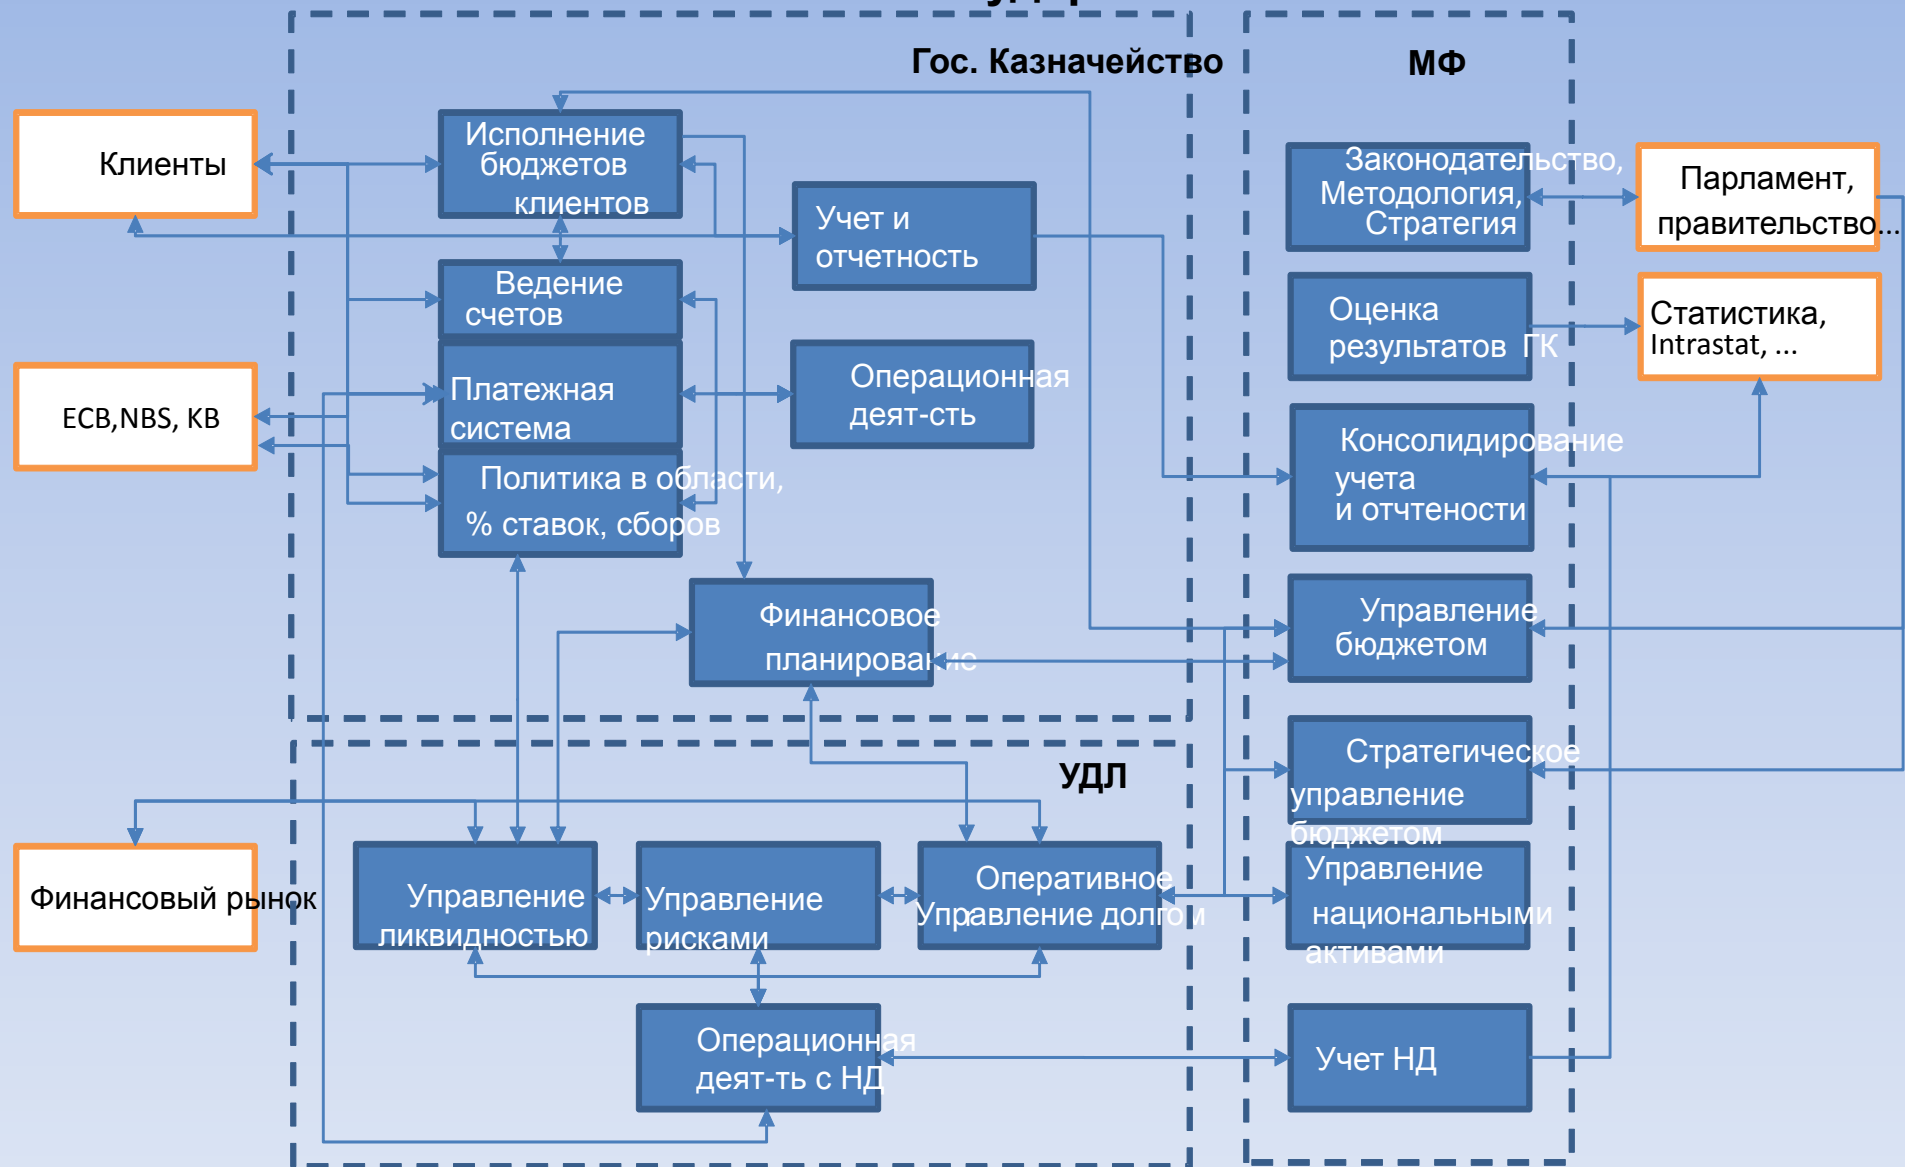 Гос. Казначейство
МФ
Клиенты
Исполнение
бюджетов
клиентов
Учет и
отчетность
Законодательство,
Методология,
Стратегия
Парламент,
правительство...
Ведение
счетов
Оценка
результатов ГК
Статистика,
Intrastat, ...
ECB,NBS, KB
Платежная
система
Операционная
деят-сть
Консолидирование
учета
и отчтености
Политика в области,
% ставок, сборов
Финансовое
планирование
Управление
бюджетом
УДЛ
Стратегическое
управление
бюджетом
Финансовый рынок
Управление
ликвидностью
Управление
рисками
Оперативное
Управление долгом
Управление
национальными
активами
Операционная
деят-ть с НД
Учет НД